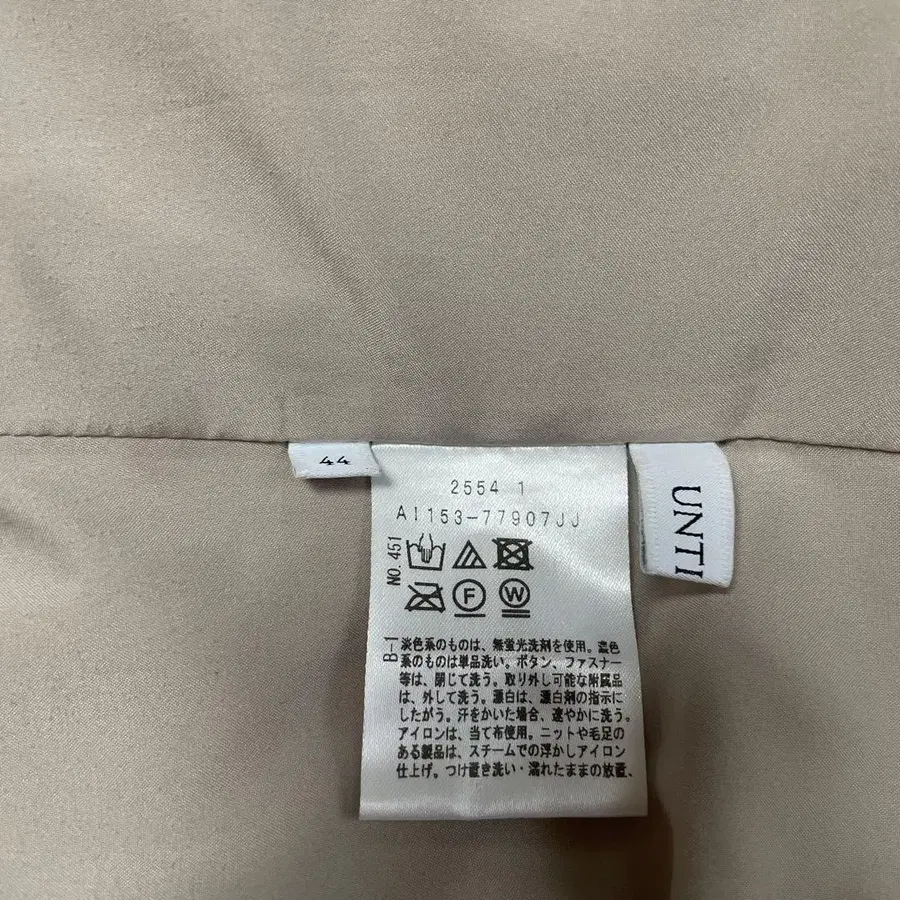 44
2554 1
AI153-77907JJ
NO.451
F W
B-1
淡色系のものは、無蛍光洗剤を使用。濃色
系のものは単品洗い。ボタン、ファスナー
等は、閉じて洗う。取り外し可能な附属品
は、外して洗う。漂白は、漂白剤の指示に
したがう。汗をかいた場合、速やかに洗う。
アイロンは、当て布使用。ニットや毛足の
ある製品は、スチームでの浮かしアイロン
仕上げ。つけ置き洗い・濡れたままの放置、
UNTI